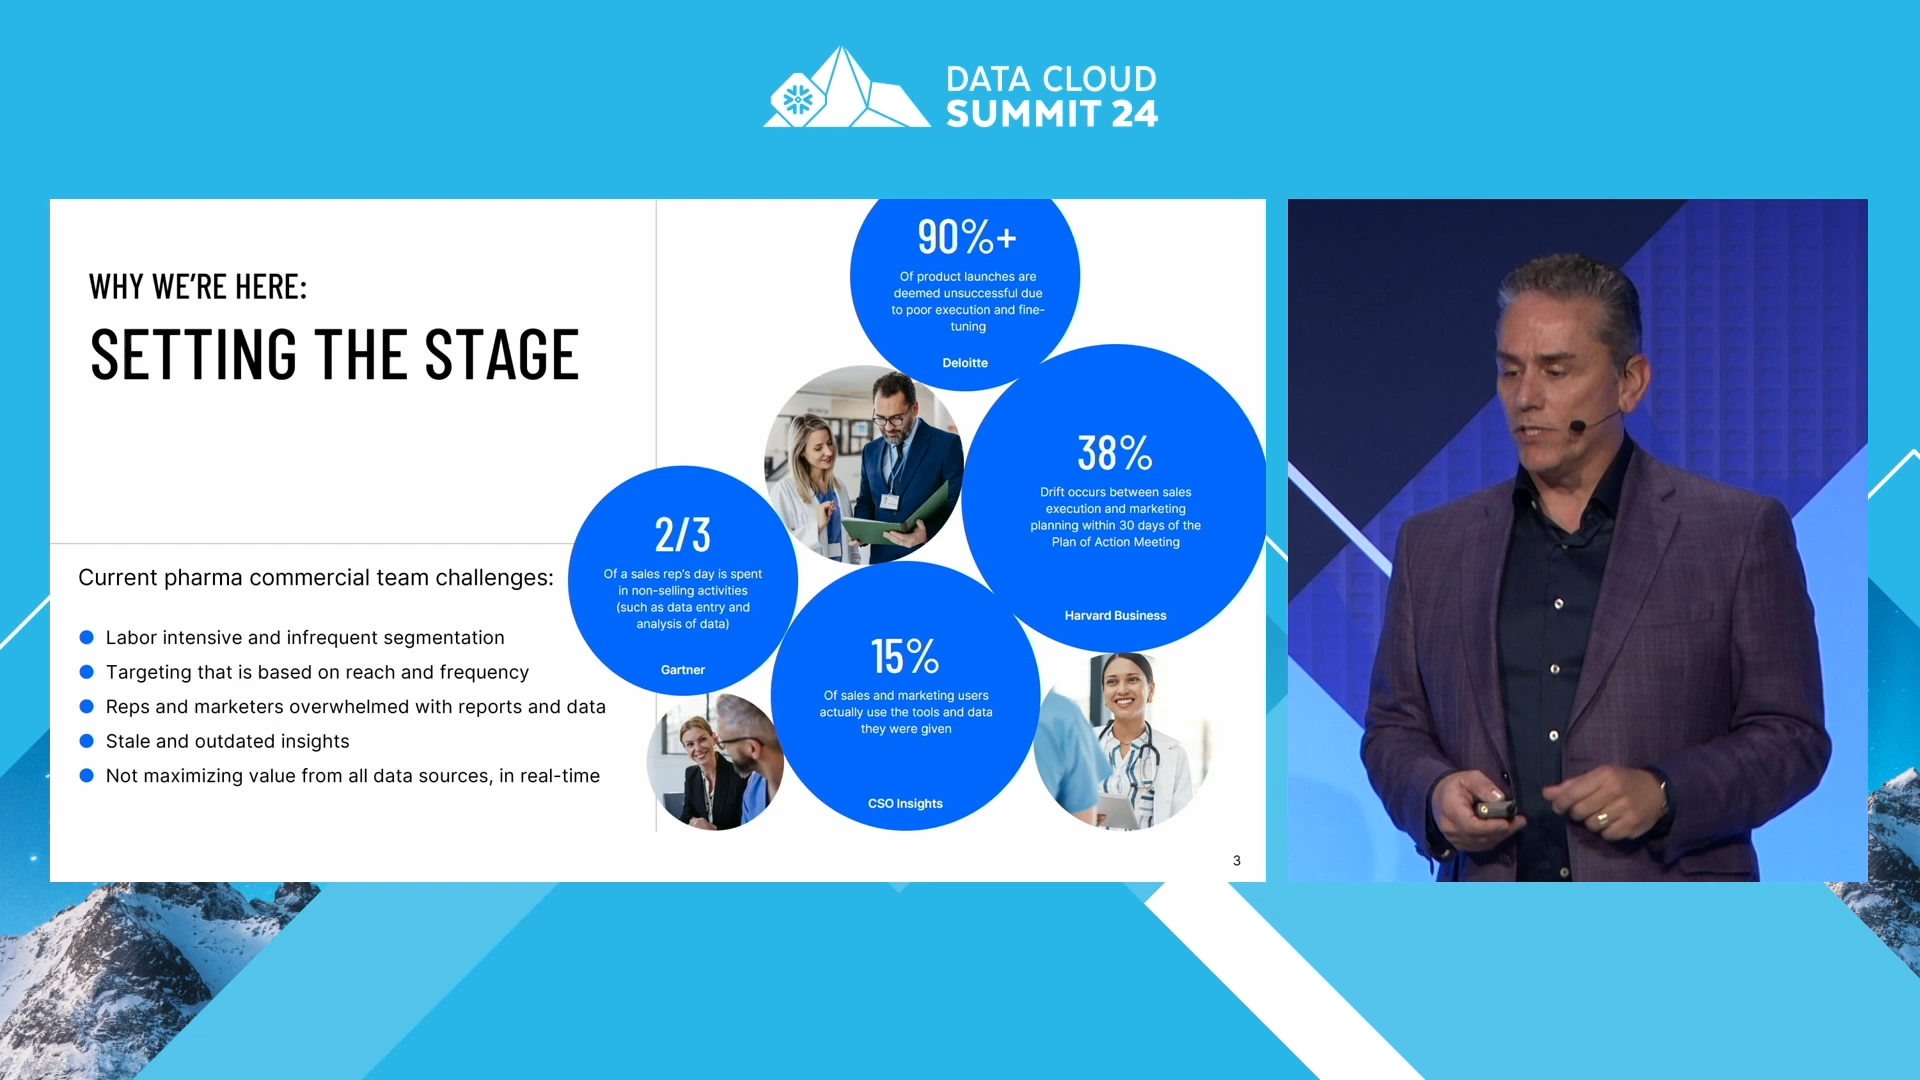 DATA CLOUD
SUMMIT 24
WHY WE'RE HERE:
SETTING THE STAGE
Current pharma commercial team challenges:
Labor intensive and infrequent segmentation
Targeting that is based on reach and frequency
Reps and marketers overwhelmed with reports and data
Stale and outdated insights
Not maximizing value from all data sources, in real-time
90%+
Of product launches are
deemed unsuccessful due
to poor execution and fine-
tuning
Deloitte
38%
Drift occurs between sales
execution and marketing
planning within 30 days of the
Plan of Action Meeting
Harvard Business
2/3
Of a sales rep's day is spent
in non-selling activities
(such as data entry and
analysis of data)
Gartner
15%
Of sales and marketing users
actually use the tools and data
they were given
CSO Insights
3